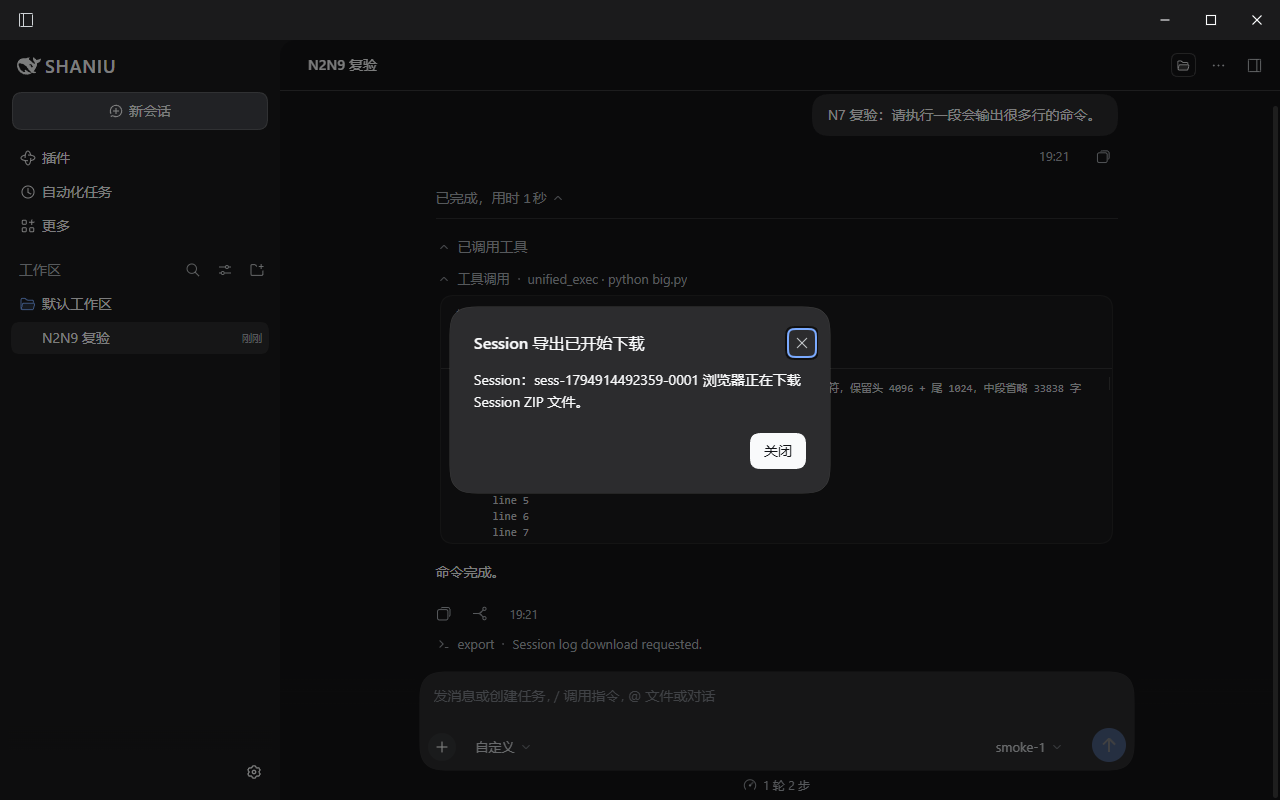 SHANIU
N2N9 复验
新会话
插件
自动化任务
更多
工作区
默认工作区
N2N9 复验 刚刚
N7 复验：请执行一段会输出很多行的命令。
19:21
已完成，用时 1 秒
已调用工具
工具调用 · unified_exec · python big.py
Session 导出已开始下载
Session：sess-1794914492359-0001 浏览器正在下载
Session ZIP 文件。
关闭
符，保留头 4096 + 尾 1024，中段省略 33838 字
line 5
line 6
line 7
命令完成。
19:21
export · Session log download requested.
发消息或创建任务，/ 调用指令，@ 文件或对话
自定义
smoke-1
1 轮 2 步